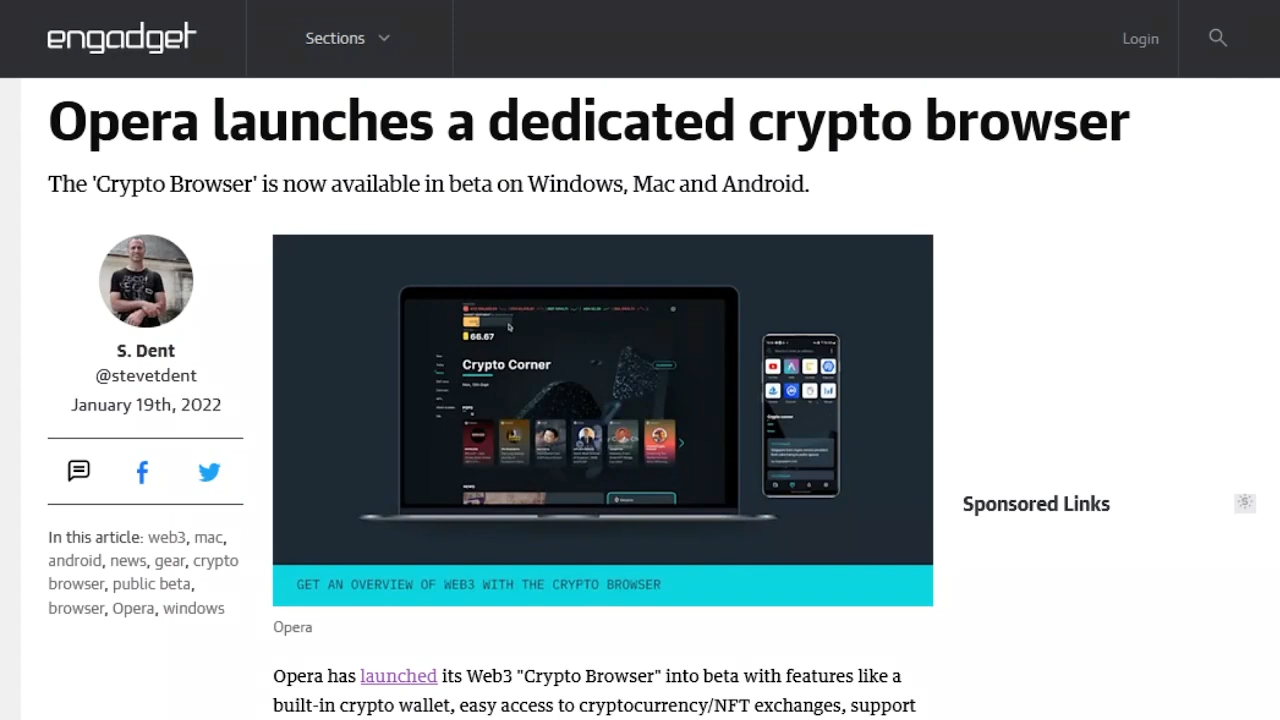 engadget
Sections
Login
Opera launches a dedicated crypto browser
The 'Crypto Browser' is now available in beta on Windows, Mac and Android.
S. Dent
@stevetdent
January 19th, 2022
In this article: web3, mac,
android, news, gear, crypto
browser, public beta,
browser, Opera, windows
66.67
Crypto Corner
GET AN OVERVIEW OF WEB3 WITH THE CRYPTO BROWSER
Opera
Sponsored Links
Opera has launched its Web3 "Crypto Browser" into beta with features like a
built-in crypto wallet, easy access to cryptocurrency/NFT exchanges, support